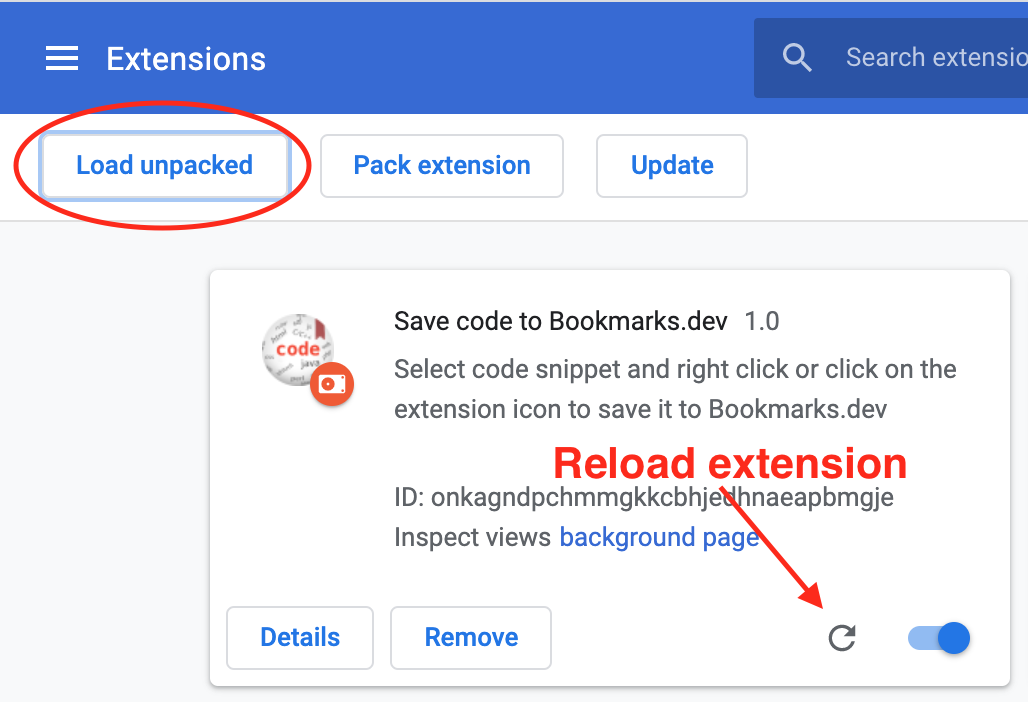 Extensions
Search extensio
Load unpacked
Pack extension
Update
code
java
Save code to Bookmarks.dev 1.0
Select code snippet and right click or click on the
extension icon to save it to Bookmarks.dev
Reload extension
ID: onkagndpchmmgkkcbhjedhnaeapbmgje
Inspect views background page
Details
Remove